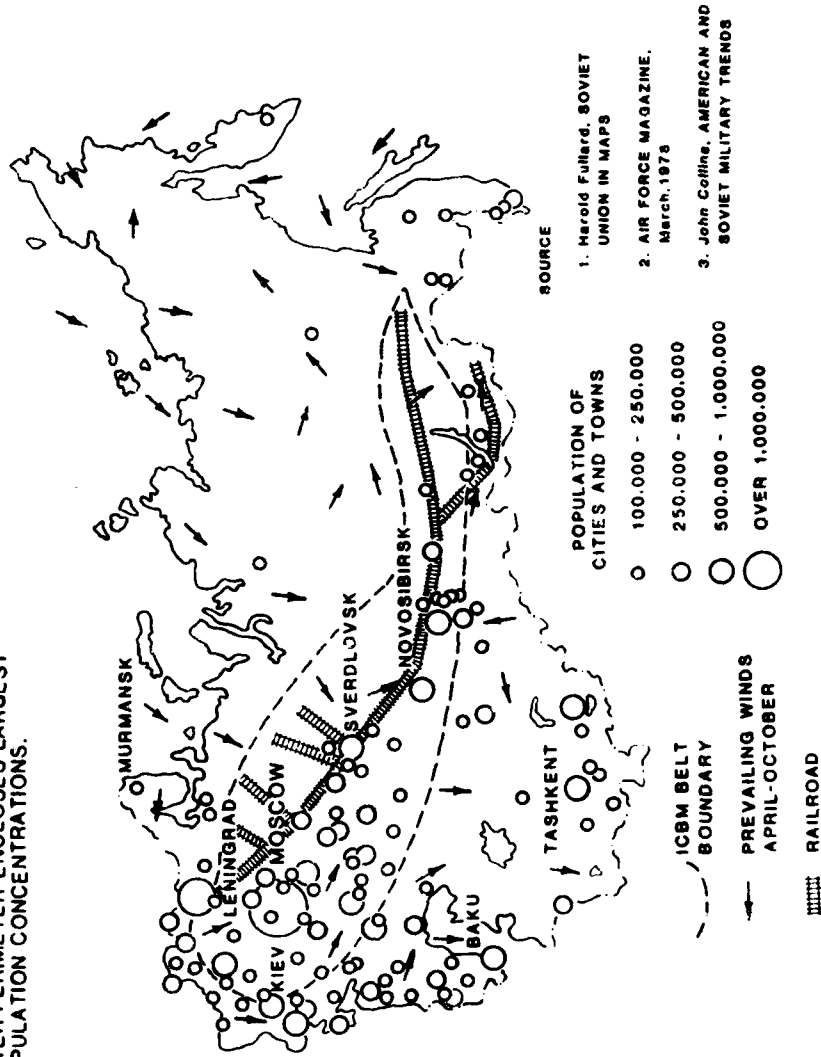 PERIMETER ENCLOSES LARGEST
PULATION CONCENTRATIONS.
MURMANSK
LENINGRAD
MOSCOW
KIEV
SVERDLOVSK
NOVOSIBIRSK
BAKU
TASHKENT
ICBM BELT
BOUNDARY
PREVAILING WINDS
APRIL-OCTOBER
RAILROAD
POPULATION OF
CITIES AND TOWNS
100.000 - 250.000
250.000 - 500.000
500.000 - 1.000.000
OVER 1.000.000
SOURCE
1. Harold Fullard, SOVIET
UNION IN MAPS
2. AIR FORCE MAGAZINE,
March, 1978
3. John Collins, AMERICAN AND
SOVIET MILITARY TRENDS